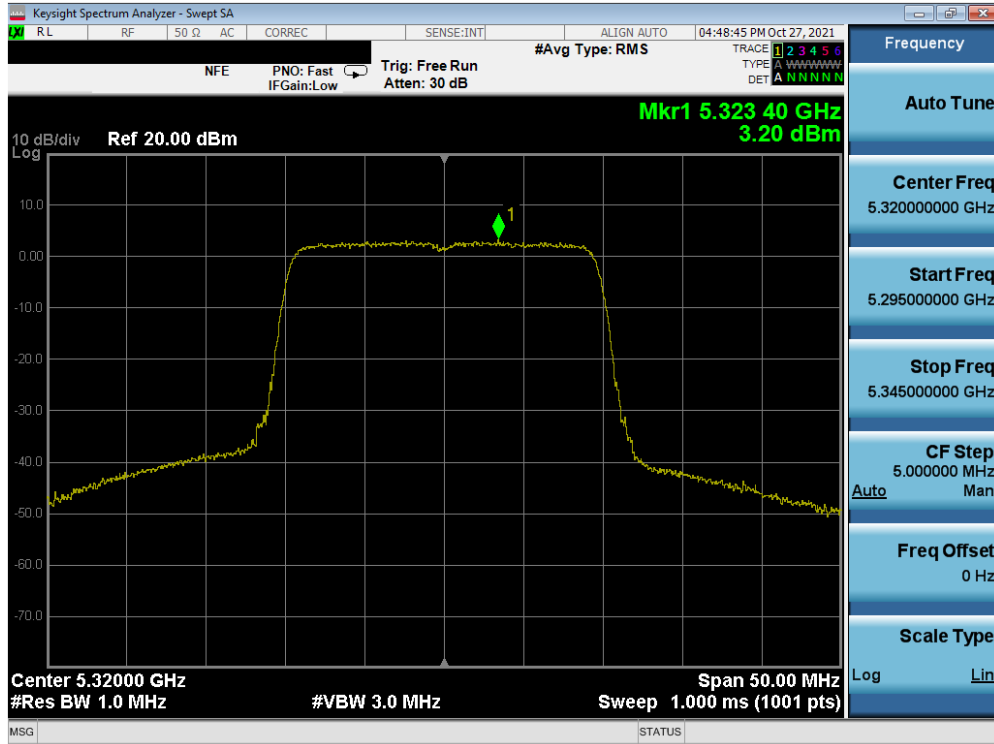 Keysight Spectrum Analyzer - Swept SA
LXI RL RF 50 Ω AC CORREC SENSE:INT ALIGN AUTO 04:48:45 PM Oct 27, 2021
#Avg Type: RMS TRACE 1 2 3 4 5 6
NFE PNO: Fast Trig: Free Run TYPE A WWWWW
IFGain:Low Atten: 30 dB DET A N N N N N
Mkr1 5.323 40 GHz
3.20 dBm
10 dB/div Ref 20.00 dBm
Log
10.0
1
0.00
-10.0
-20.0
-30.0
-40.0
-50.0
-60.0
-70.0
Center 5.32000 GHz Span 50.00 MHz
#Res BW 1.0 MHz #VBW 3.0 MHz Sweep 1.000 ms (1001 pts)
MSG STATUS
Frequency
Auto Tune
Center Freq
5.320000000 GHz
Start Freq
5.295000000 GHz
Stop Freq
5.345000000 GHz
CF Step
5.000000 MHz
Auto Man
Freq Offset
0 Hz
Scale Type
Log Lin